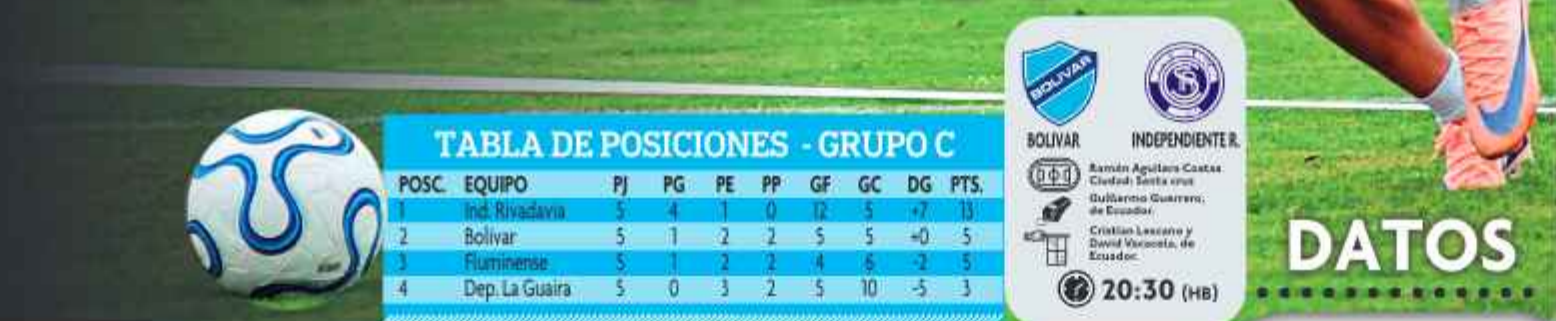 TABLA DE POSICIONES - GRUPO C
POSC. EQUIPO PJ PG PE PP GF GC DG PTS.
1 Ind. Rivadavia 5 4 1 0 12 5 +7 13
2 Bolívar 5 1 2 2 5 5 +0 5
3 Fluminense 5 1 2 2 4 6 -2 5
4 Dep. La Guaira 5 0 3 2 5 10 -5 3
BOLIVAR
BOLIVAR INDEPENDIENTE R.
Ramón Aguilera Costas
Ciudad: Santa cruz
Guillermo Guerrero,
de Ecuador.
Cristian Lescano y
David Vacacela, de
Ecuador.
20:30 (HB)
DATOS